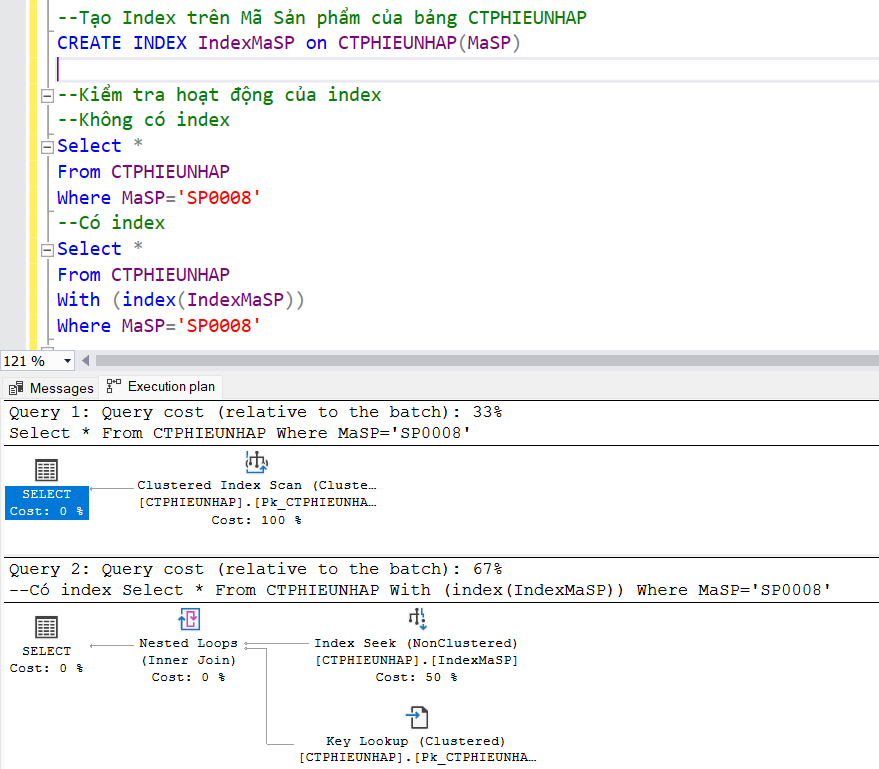 --Tạo Index trên Mã Sản phẩm của bảng CTPHIEUNHAP
CREATE INDEX IndexMaSP on CTPHIEUNHAP(MaSP)
--Kiểm tra hoạt động của index
--Không có index
Select *
From CTPHIEUNHAP
Where MaSP='SP0008'
--Có index
Select *
From CTPHIEUNHAP
With (index(IndexMaSP))
Where MaSP='SP0008'
121 %
Messages
Execution plan
Query 1: Query cost (relative to the batch): 33%
Select * From CTPHIEUNHAP Where MaSP='SP0008'
SELECT
Cost: 0 %
Clustered Index Scan (Cluste…
[CTPHIEUNHAP].[Pk_CTPHIEUNHA…
Cost: 100 %
Query 2: Query cost (relative to the batch): 67%
--Có index Select * From CTPHIEUNHAP With (index(IndexMaSP)) Where MaSP='SP0008'
SELECT
Cost: 0 %
Nested Loops
(Inner Join)
Cost: 0 %
Index Seek (NonClustered)
[CTPHIEUNHAP].[IndexMaSP]
Cost: 50 %
Key Lookup (Clustered)
[CTPHIEUNHAP].[Pk_CTPHIEUNHA…